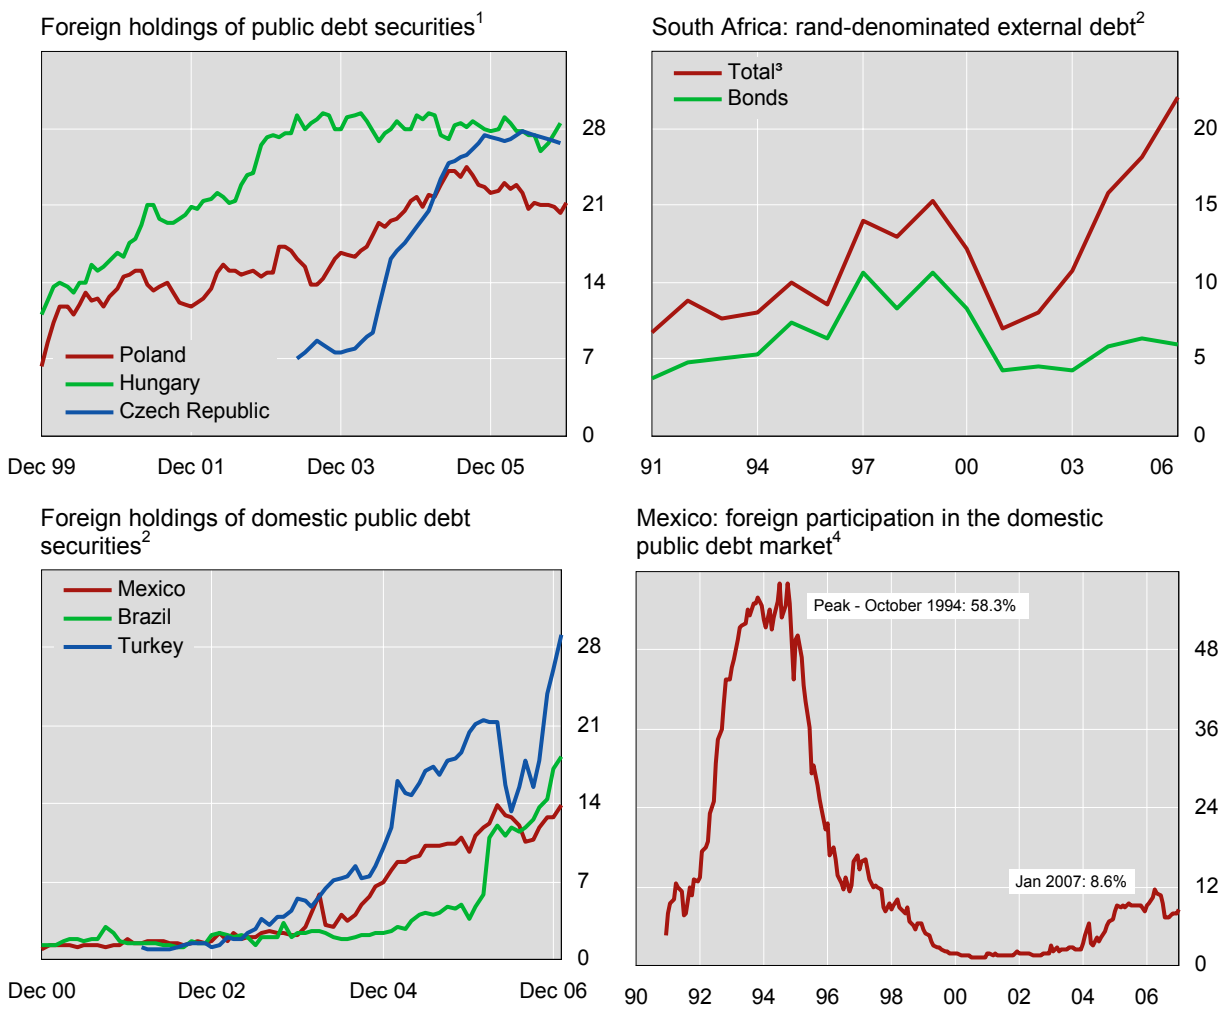 Foreign holdings of public debt securities¹
Poland
Hungary
Czech Republic
28
21
14
7
0
Dec 99 Dec 01 Dec 03 Dec 05
South Africa: rand-denominated external debt²
Total³
Bonds
20
15
10
5
0
91 94 97 00 03 06
Foreign holdings of domestic public debt
securities²
Mexico
Brazil
Turkey
28
21
14
7
0
Dec 00 Dec 02 Dec 04 Dec 06
Mexico: foreign participation in the domestic
public debt market⁴
Peak - October 1994: 58.3%
Jan 2007: 8.6%
48
36
24
12
0
90 92 94 96 98 00 02 04 06